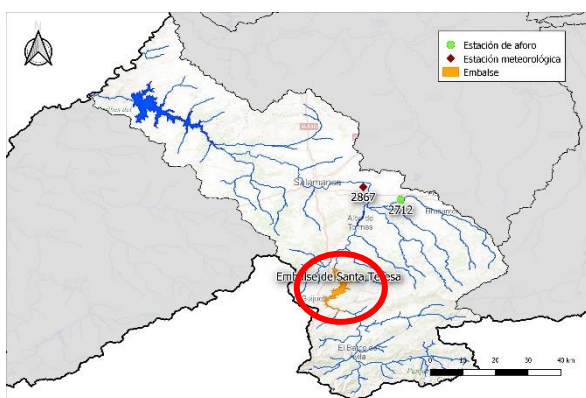 Estación de aforo
Estación meteorológica
Embalse
Salamanca
2867
2712
Alba de
Tormes
Embalse de Santa Teresa
Guijuelo
El Barco de
Ávila
0 10 20 30 40 km